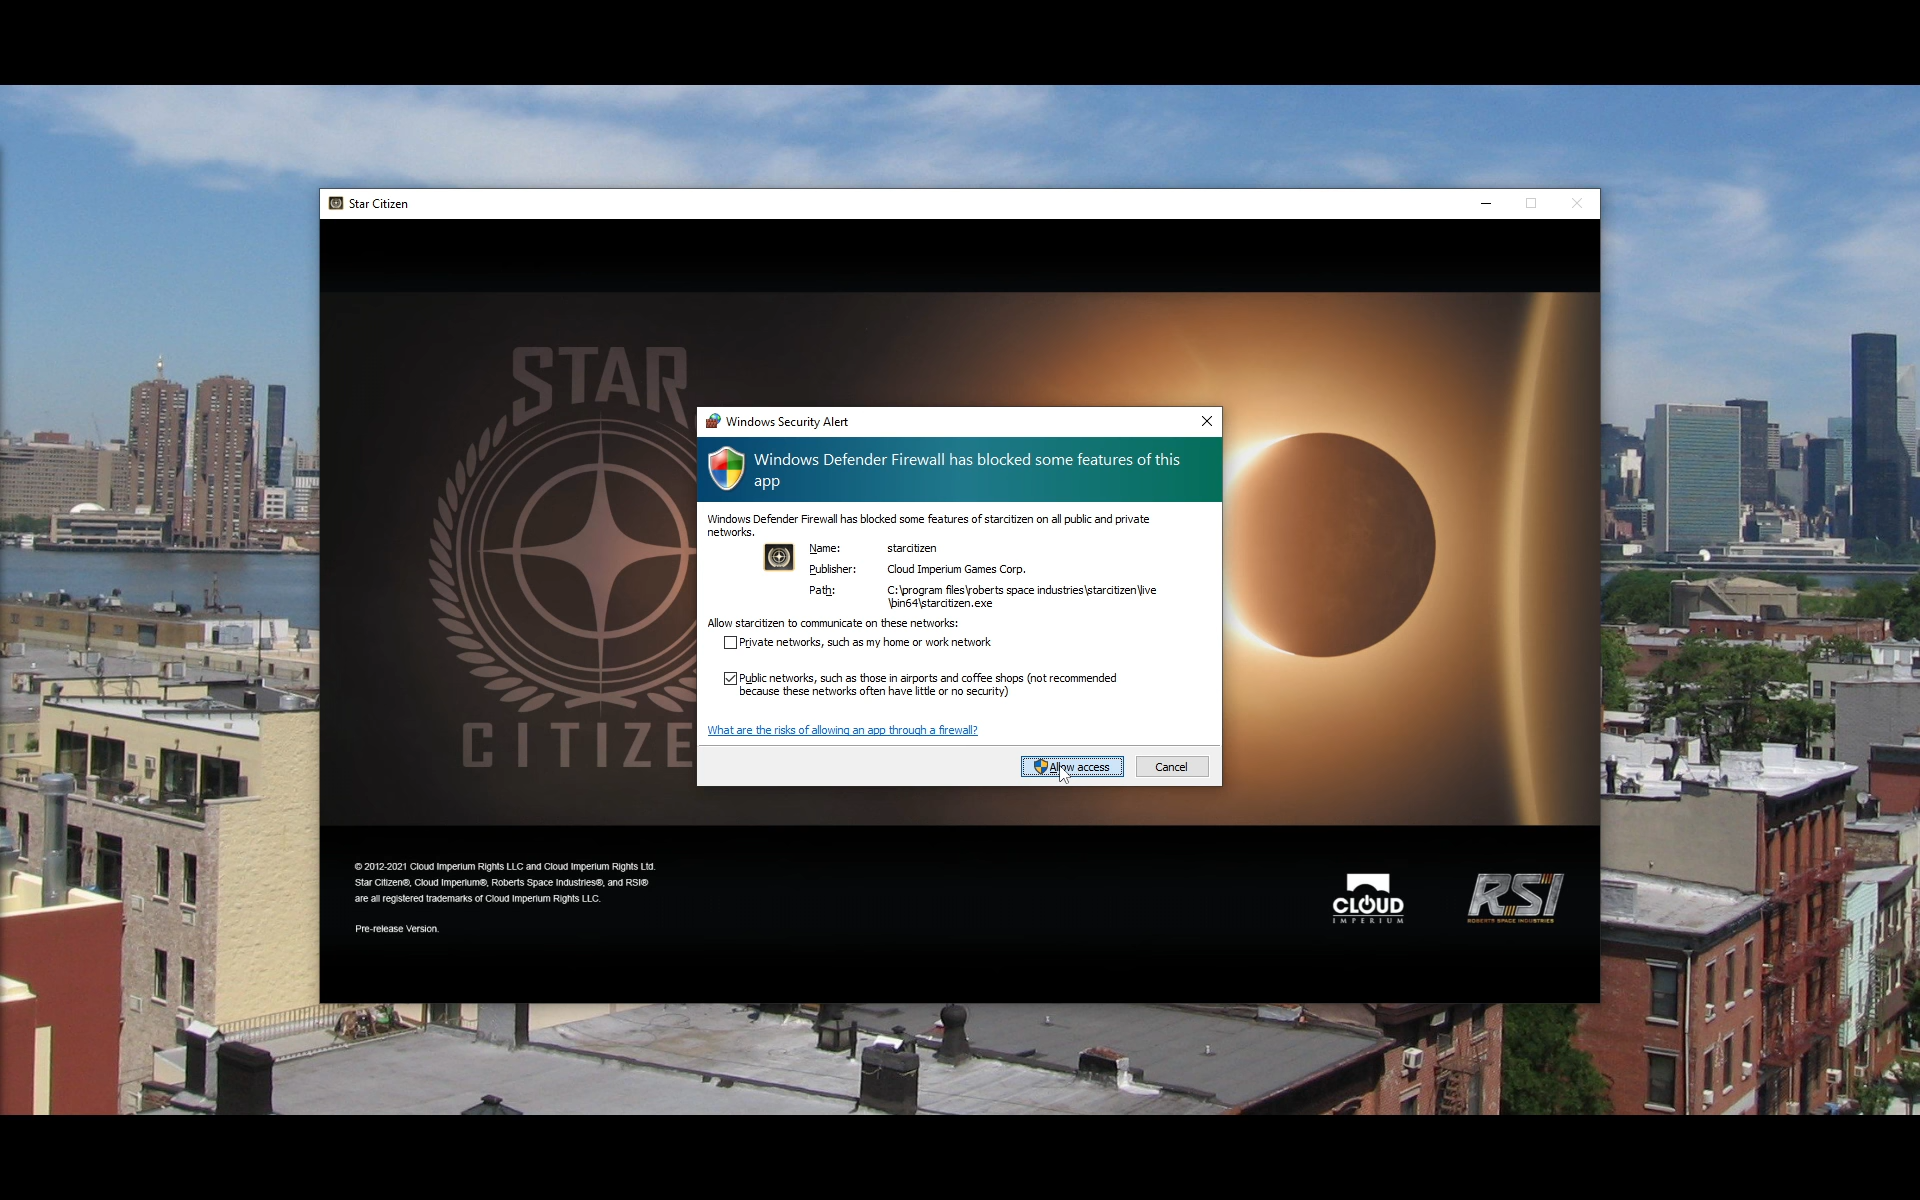 Star Citizen
STAR
CITIZE
Windows Security Alert
Windows Defender Firewall has blocked some features of this
app
Windows Defender Firewall has blocked some features of starcitizen on all public and private
networks.
Name: starcitizen
Publisher: Cloud Imperium Games Corp.
Path: C:\program files\roberts space industries\starcitizen\live
\bin64\starcitizen.exe
Allow starcitizen to communicate on these networks:
Private networks, such as my home or work network
Public networks, such as those in airports and coffee shops (not recommended
because these networks often have little or no security)
What are the risks of allowing an app through a firewall?
Allow access Cancel
© 2012-2021 Cloud Imperium Rights LLC and Cloud Imperium Rights Ltd.
Star Citizen®, Cloud Imperium®, Roberts Space Industries®, and RSI®
are all registered trademarks of Cloud Imperium Rights LLC.
Pre-release Version.
CLOUD
IMPERIUM
RSI
ROBERTS SPACE INDUSTRIES